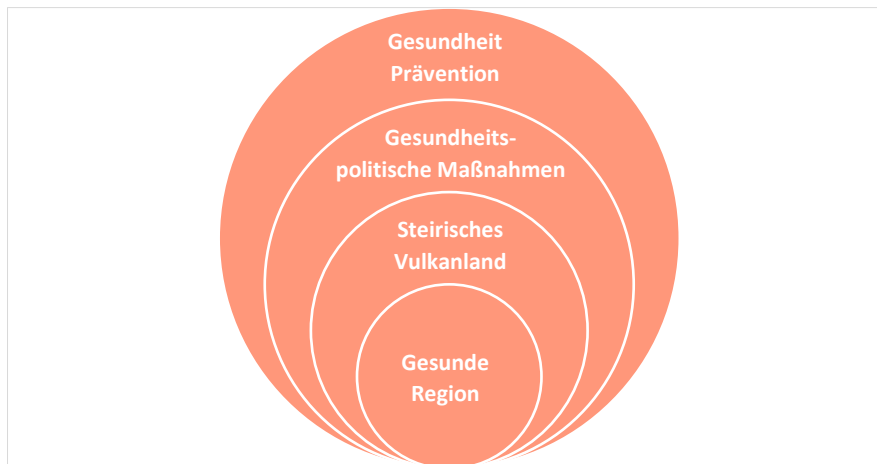 Gesundheit
Prävention
Gesundheits-
politische Maßnahmen
Steirisches
Vulkanland
Gesunde
Region